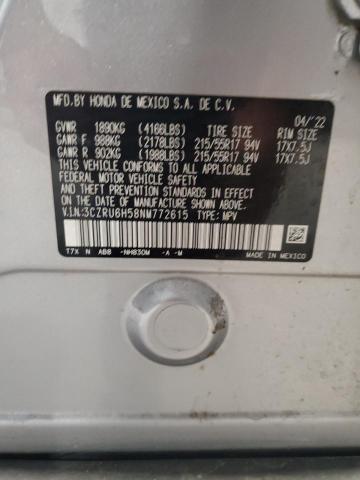 MFD.BY HONDA DE MEXICO S.A. DE C.V.
04/'22
GVWR 1890KG (4166LBS) TIRE SIZE RIM SIZE
GAWR F 988KG (2178LBS) 215/55R17 94V 17X7.5J
GAWR R 902KG (1988LBS) 215/55R17 94V 17X7.5J
THIS VEHICLE CONFORMS TO ALL APPLICABLE
FEDERAL MOTOR VEHICLE SAFETY, BUMPER, AND
THEFT PREVENTION STANDARDS IN EFFECT ON THE
DATE OF MANUFACTURE SHOWN ABOVE.
V.I.N:3CZRU6H58NM772615 TYPE: MPV
T7X N AB8 -NH830M -A -M
MADE IN MEXICO